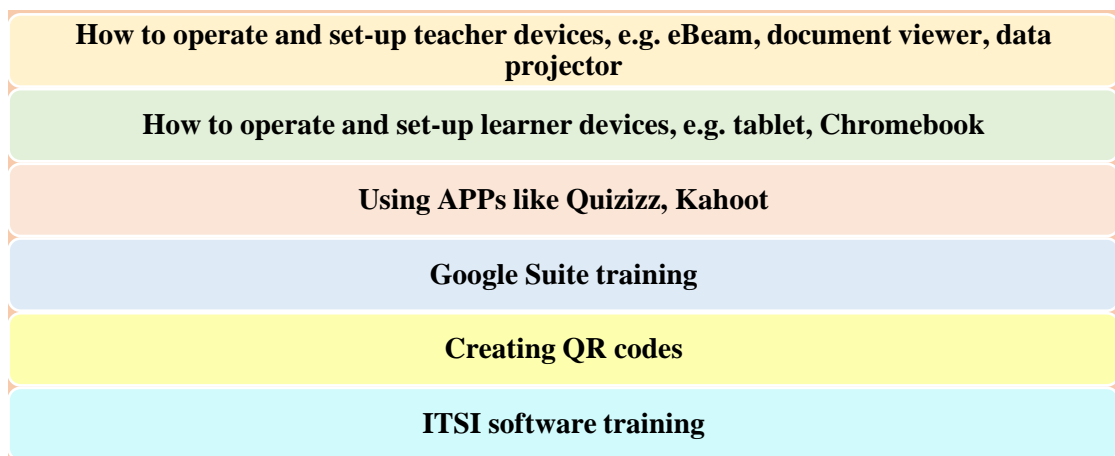 How to operate and set-up teacher devices, e.g. eBeam, document viewer, data
projector
How to operate and set-up learner devices, e.g. tablet, Chromebook
Using APPs like Quizizz, Kahoot
Google Suite training
Creating QR codes
ITSI software training